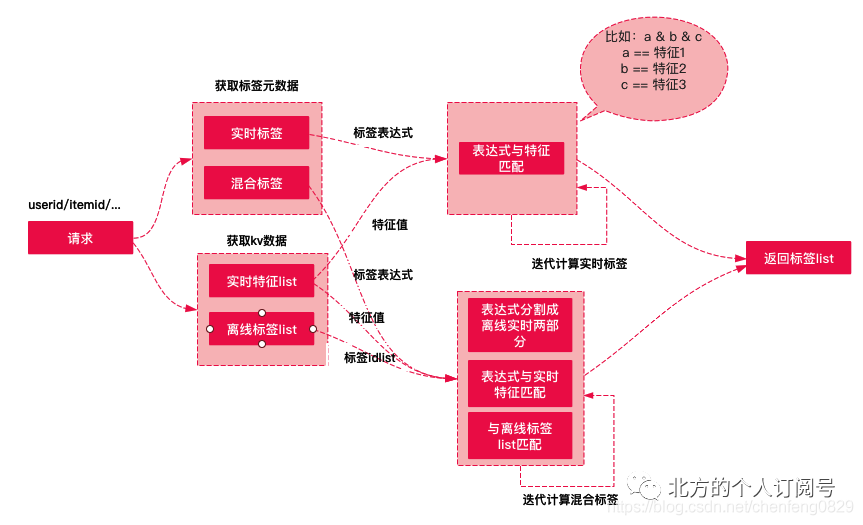 比如：a & b & c
a == 特征1
b == 特征2
c == 特征3
获取标签元数据
实时标签
混合标签
标签表达式
表达式与特征
匹配
userid/itemid/...
请求
特征值
获取kv数据
迭代计算实时标签
返回标签list
实时特征list
标签表达式
离线标签list
特征值
标签idlist
表达式分割成
离线实时两部
分
表达式与实时
特征匹配
与离线标签
list匹配
迭代计算混合标签
北方的个人订阅号
https://blog.csdn.net/chenfeng0829